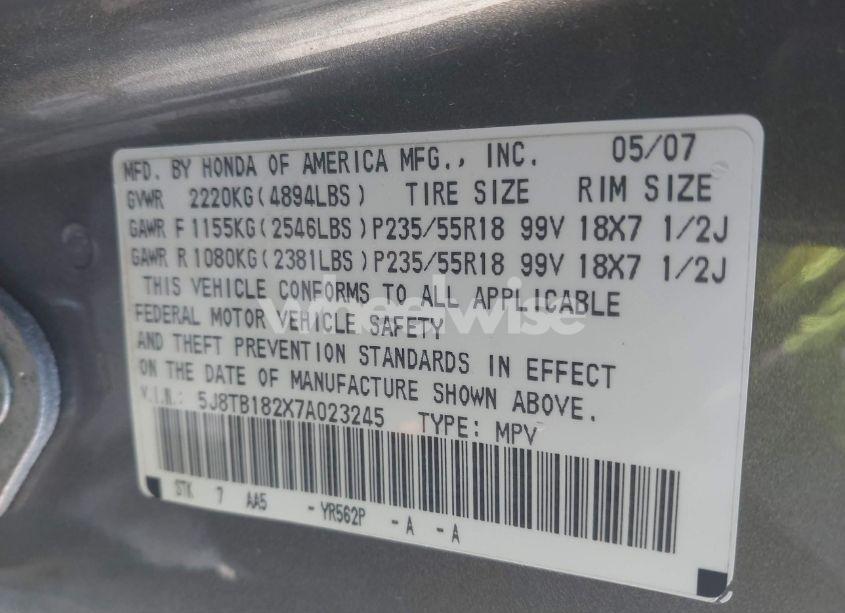 MFD. BY HONDA OF AMERICA MFG., INC. 05/07
GVWR 2220KG(4894LBS) TIRE SIZE RIM SIZE
GAWR F 1155KG(2546LBS) P235/55R18 99V 18X7 1/2J
GAWR R 1080KG(2381LBS) P235/55R18 99V 18X7 1/2J
THIS VEHICLE CONFORMS TO ALL APPLICABLE
FEDERAL MOTOR VEHICLE SAFETY
AND THEFT PREVENTION STANDARDS IN EFFECT
ON THE DATE OF MANUFACTURE SHOWN ABOVE.
V.I.N.: 5J8TB182X7A023245 TYPE: MPV
STK 7 AA5 - YR562P - A - A
wheelwise